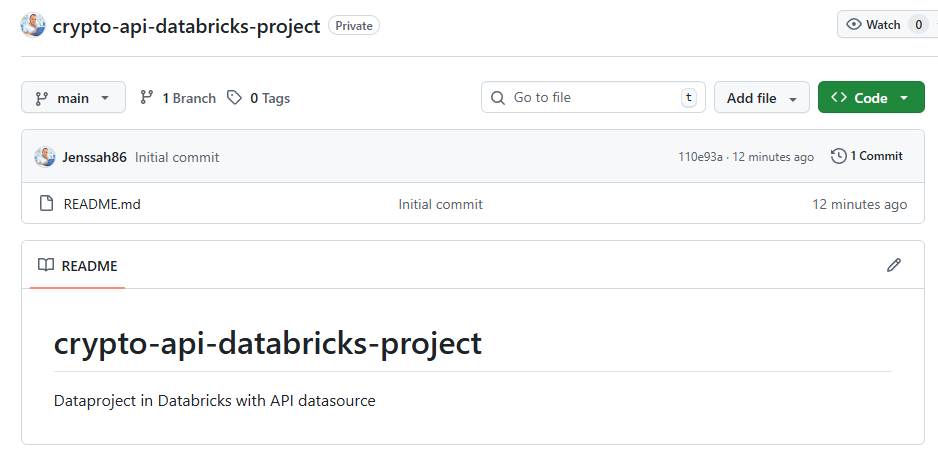 crypto-api-databricks-project Private Watch 0
main 1 Branch 0 Tags Go to file t Add file Code
Jenssah86 Initial commit 110e93a · 12 minutes ago 1 Commit
README.md Initial commit 12 minutes ago
README
crypto-api-databricks-project
Dataproject in Databricks with API datasource